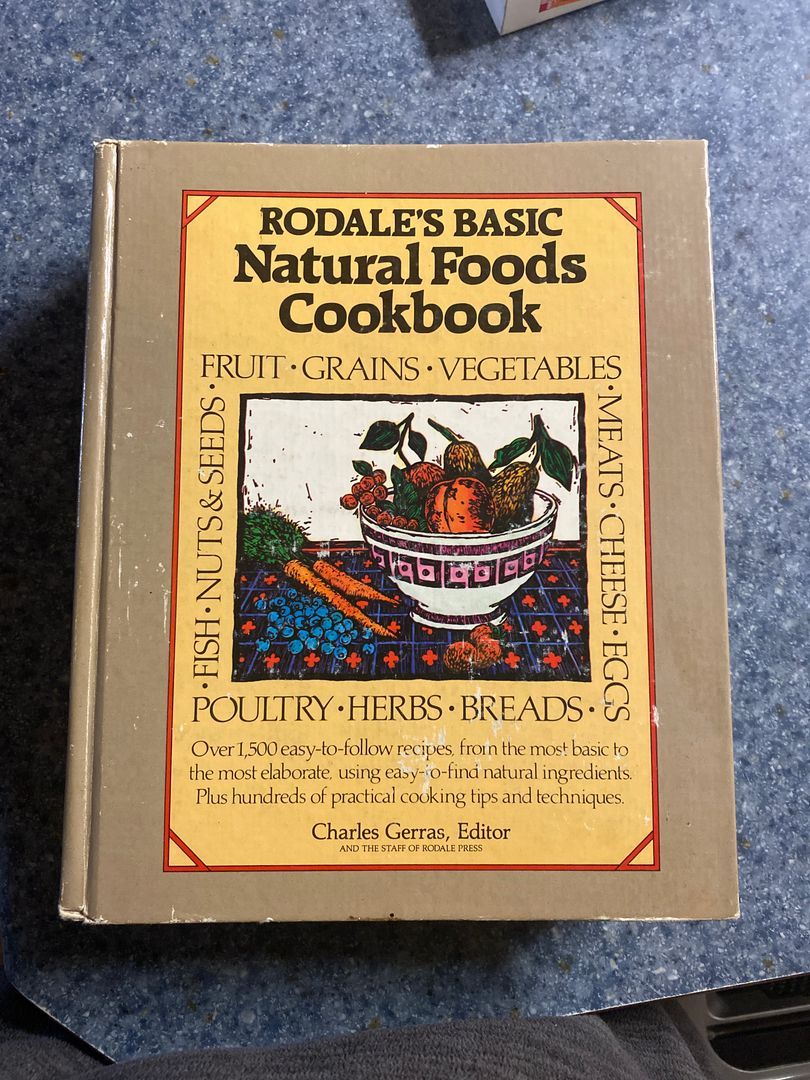 RODALE'S BASIC
Natural Foods
Cookbook
FRUIT · GRAINS · VEGETABLES
· MEATS · CHEESE · EGGS
· FISH · NUTS & SEEDS ·
POULTRY · HERBS · BREADS ·
Over 1,500 easy-to-follow recipes, from the most basic to
the most elaborate, using easy-to-find natural ingredients.
Plus hundreds of practical cooking tips and techniques.
Charles Gerras, Editor
AND THE STAFF OF RODALE PRESS